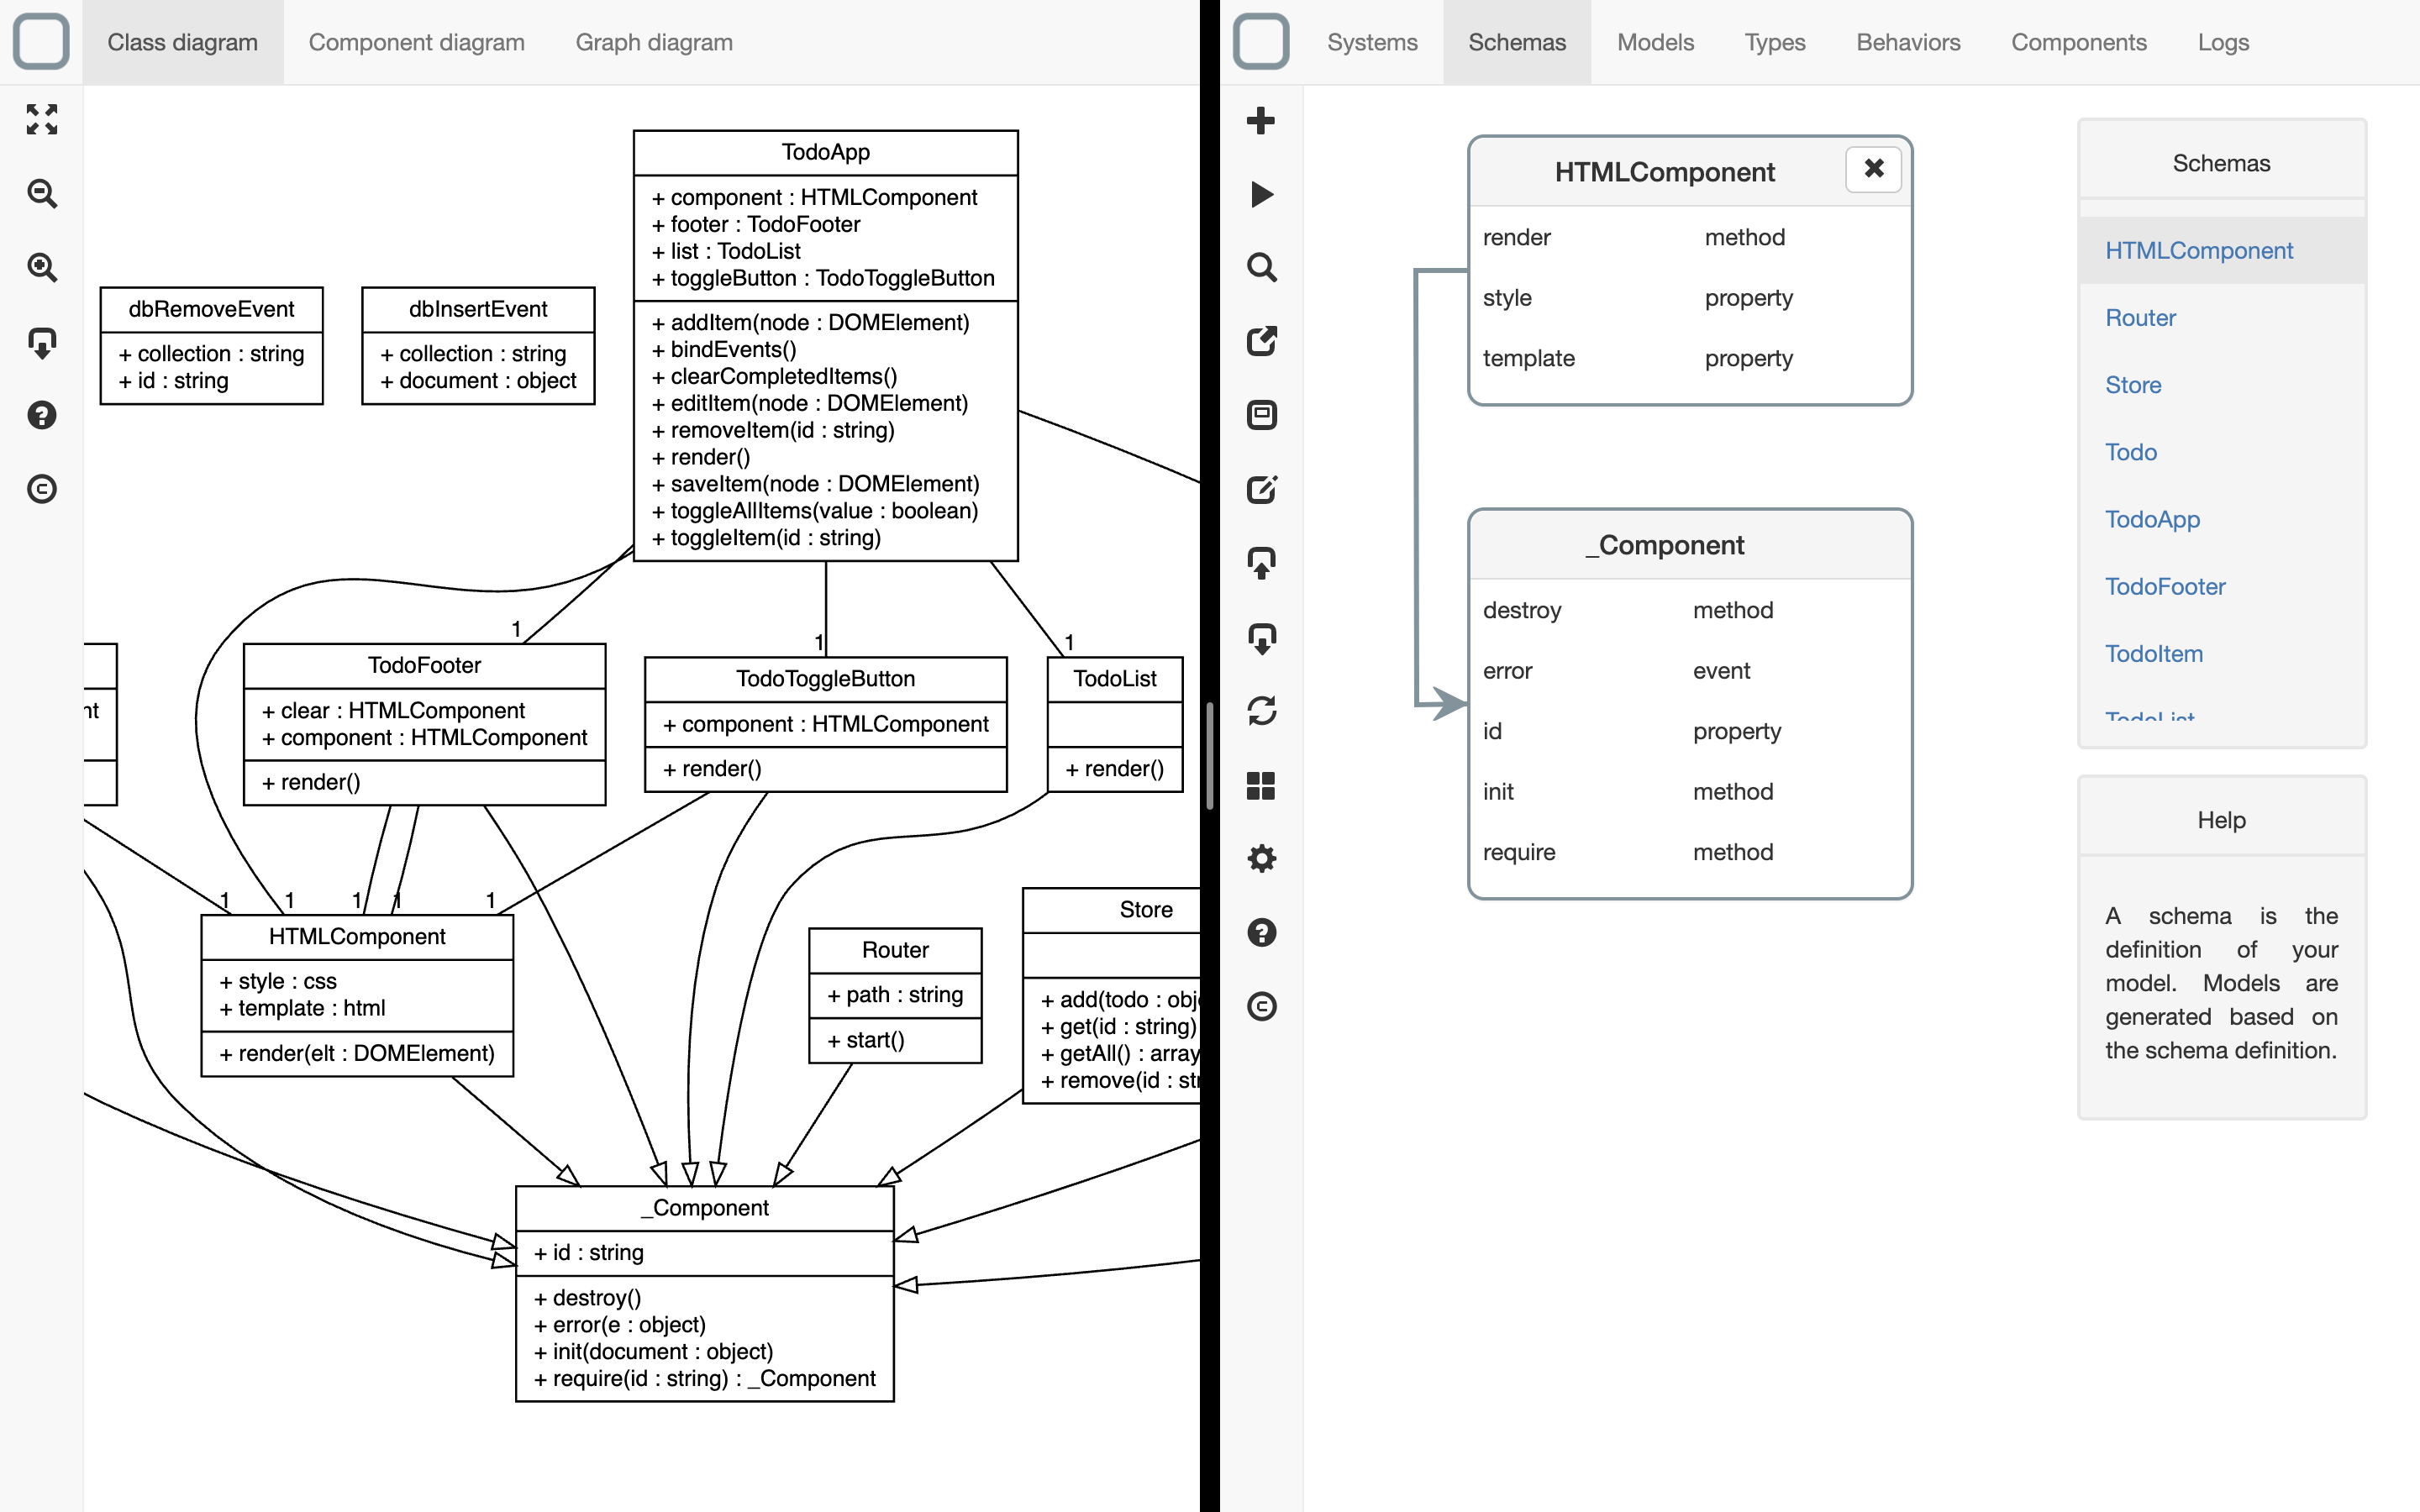 Class diagram
Component diagram
Graph diagram
TodoApp
+ component : HTMLComponent
+ footer : TodoFooter
+ list : TodoList
+ toggleButton : TodoToggleButton
+ addItem(node : DOMElement)
+ bindEvents()
+ clearCompletedItems()
+ editItem(node : DOMElement)
+ removeItem(id : string)
+ render()
+ saveItem(node : DOMElement)
+ toggleAllItems(value : boolean)
+ toggleItem(id : string)
dbRemoveEvent
+ collection : string
+ id : string
dbInsertEvent
+ collection : string
+ document : object
1
1
1
TodoFooter
+ clear : HTMLComponent
+ component : HTMLComponent
+ render()
TodoToggleButton
+ component : HTMLComponent
+ render()
TodoList
+ render()
nt
1
1
1
1
1
HTMLComponent
+ style : css
+ template : html
+ render(elt : DOMElement)
Router
+ path : string
+ start()
Store
+ add(todo : obj
+ get(id : string)
+ getAll() : array
+ remove(id : str
_Component
+ id : string
+ destroy()
+ error(e : object)
+ init(document : object)
+ require(id : string) : _Component
Systems
Schemas
Models
Types
Behaviors
Components
Logs
HTMLComponent
render method
style property
template property
_Component
destroy method
error event
id property
init method
require method
Schemas
HTMLComponent
Router
Store
Todo
TodoApp
TodoFooter
TodoItem
TodoList
Help
A schema is the
definition of your
model. Models are
generated based on
the schema definition.